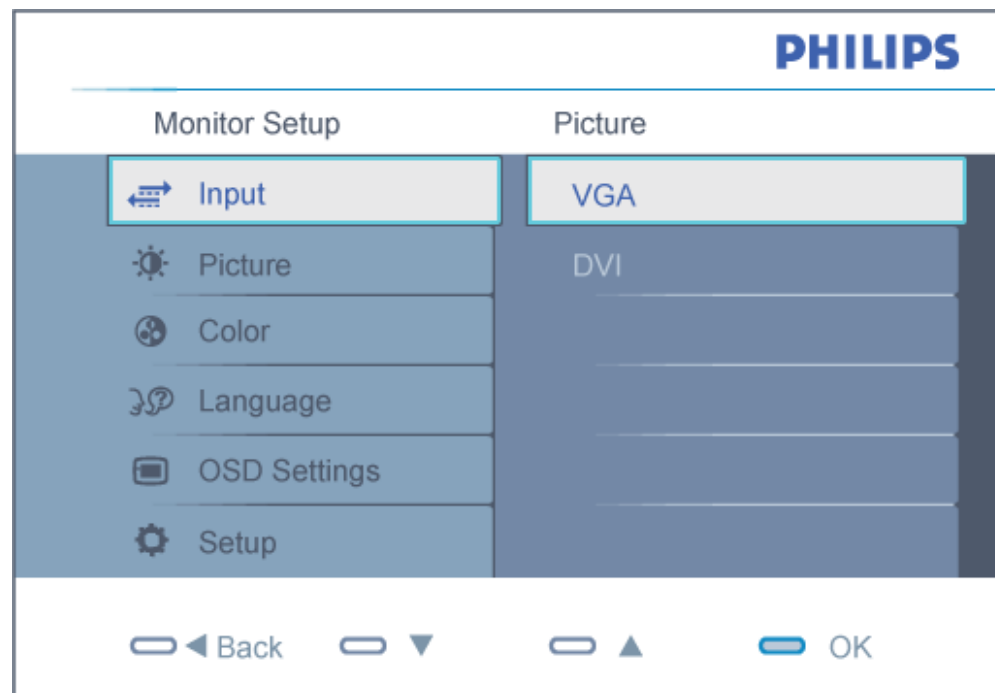 PHILIPS
Monitor Setup Picture
Input VGA
Picture DVI
Color
Language
OSD Settings
Setup
Back OK